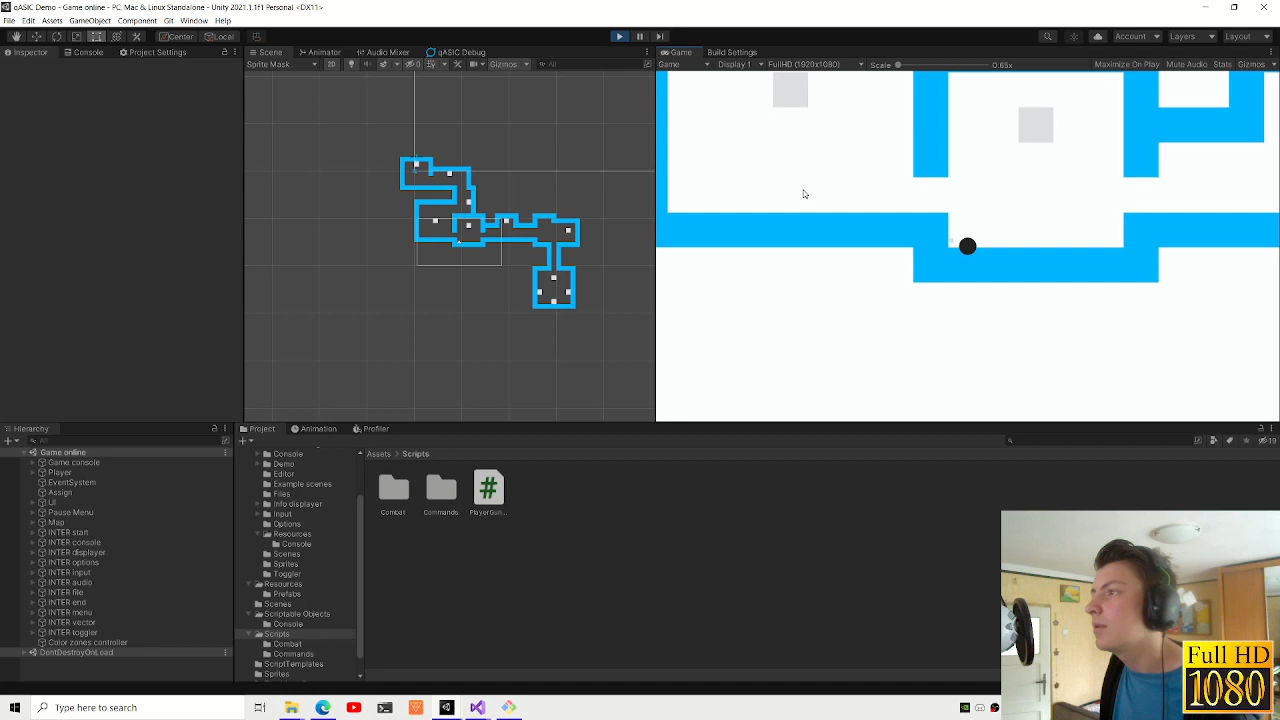 qASIC Demo - Game online - PC, Mac & Linux Standalone - Unity 2021.1.1f1 Personal <DX11>
File Edit Assets GameObject Component Git Window Help
Center Local Account Layers Layout
Inspector Console Project Settings
Scene Animator Audio Mixer qASIC Debug
Game Build Settings
Sprite Mask 2D 0 Gizmos All
Game Display 1 FullHD (1920x1080) Scale 0.65x Maximize On Play Mute Audio Stats Gizmos
Hierarchy
All
Game online
Game console
Player
EventSystem
Assign
UI
Pause Menu
Map
INTER start
INTER console
INTER displayer
INTER options
INTER input
INTER audio
INTER file
INTER end
INTER menu
INTER vector
INTER toggler
Color zones controller
DontDestroyOnLoad
Project Animation Profiler
19
Console
Demo
Editor
Example scenes
Files
Info displayer
Input
Options
Resources
Console
Scenes
Sprites
Toggler
Resources
Prefabs
Scenes
Scriptable Objects
Console
Scripts
Combat
Commands
ScriptTemplates
Sprites
Assets > Scripts
Combat Commands PlayerGun...
Full HD
1080
Type here to search